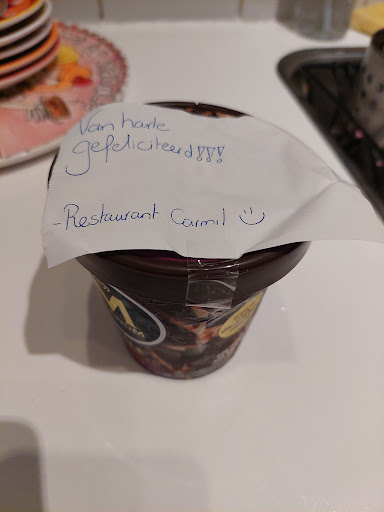 Van harte
gefeliciteerd!!!
-Restaurant Carmil :)